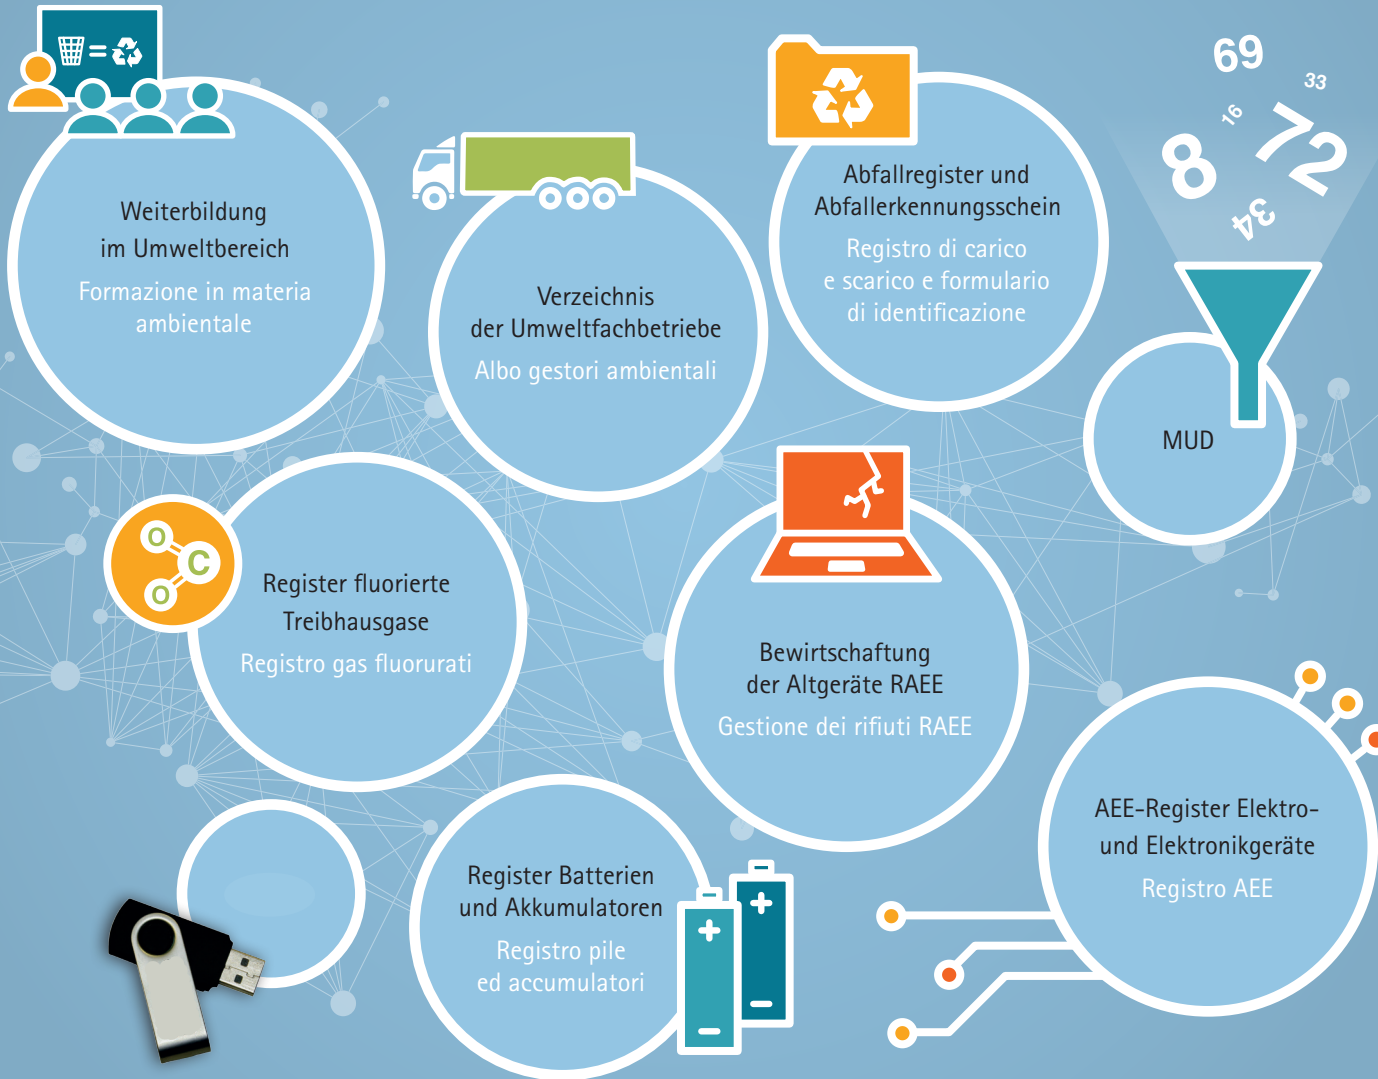 =
Weiterbildung
im Umweltbereich
Formazione in materia
ambientale
Verzeichnis
der Umweltfachbetriebe
Albo gestori ambientali
Abfallregister und
Abfallerkennungsschein
Registro di carico
e scarico e formulario
di identificazione
69
33
16
8
72
34
MUD
O
C
O
Register fluorierte
Treibhausgase
Registro gas fluorurati
Bewirtschaftung
der Altgeräte RAEE
Gestione dei rifiuti RAEE
AEE-Register Elektro-
und Elektronikgeräte
Registro AEE
Register Batterien
und Akkumulatoren
Registro pile
ed accumulatori
+
+
−
−